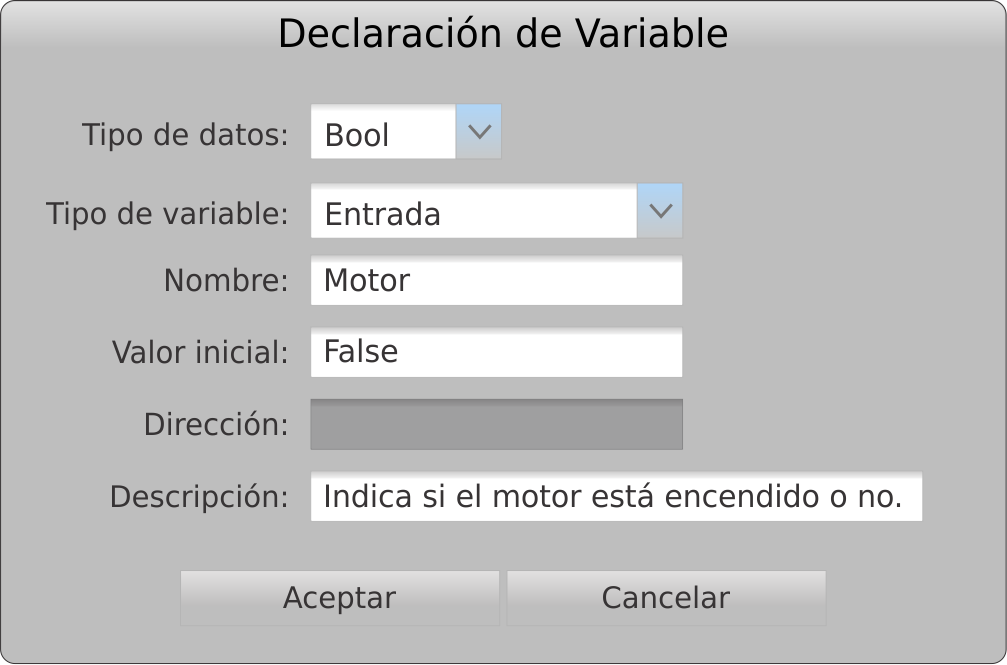 Declaración de Variable
Tipo de datos: Bool
Tipo de variable: Entrada
Nombre: Motor
Valor inicial: False
Dirección:
Descripción: Indica si el motor está encendido o no.
Aceptar Cancelar